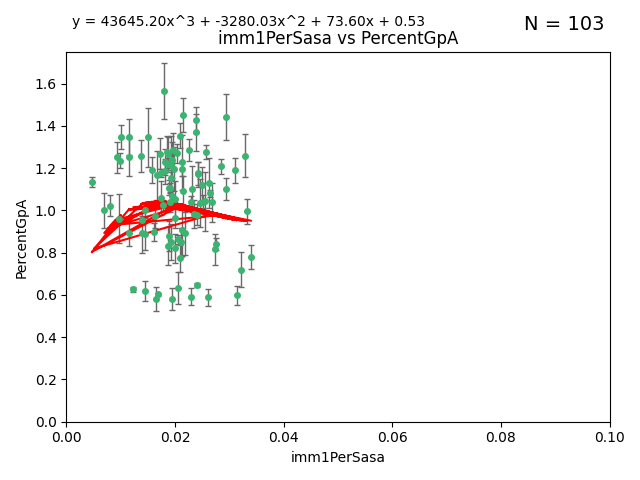 y = 43645.20x^3 + -3280.03x^2 + 73.60x + 0.53
N = 103
imm1PerSasa vs PercentGpA
PercentGpA
1.6
1.4
1.2
1.0
0.8
0.6
0.4
0.2
0.0
0.00 0.02 0.04 0.06 0.08 0.10
imm1PerSasa